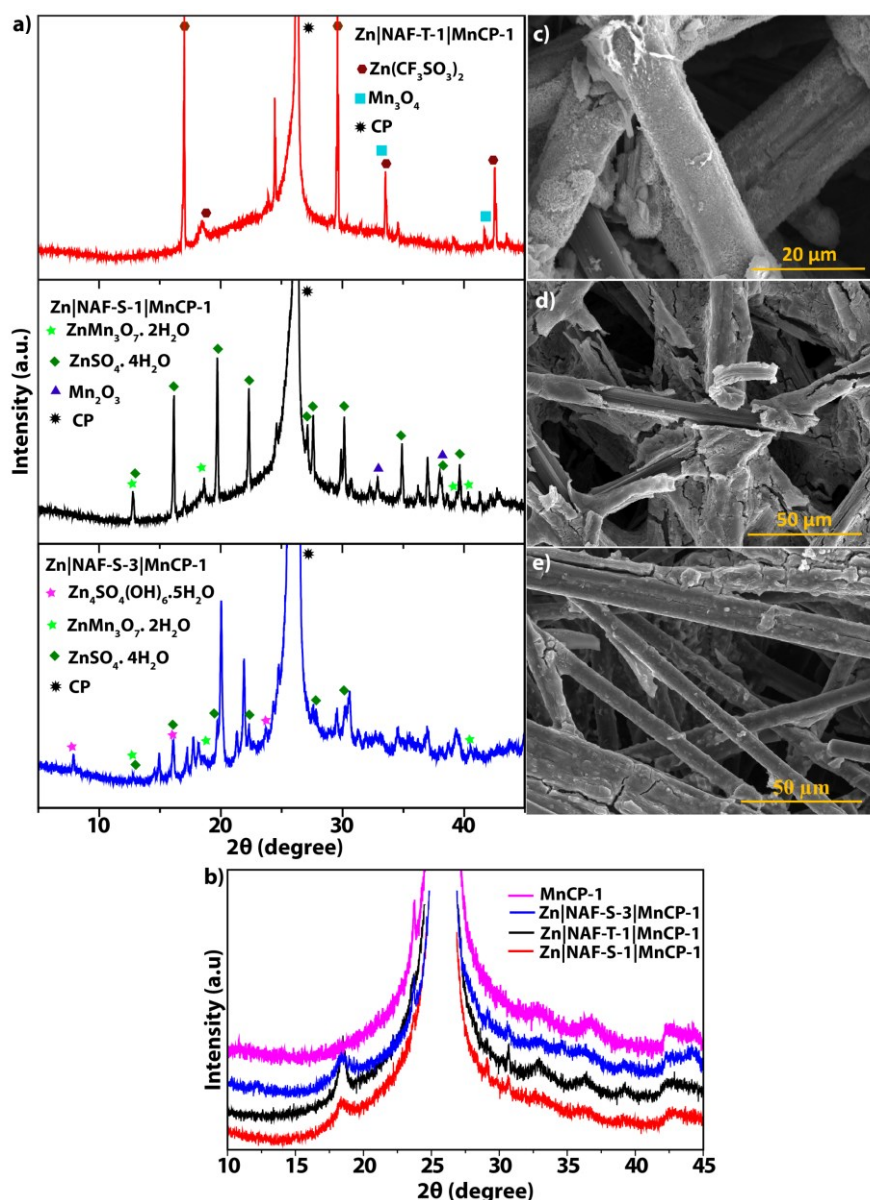 a)
Zn|NAF-T-1|MnCP-1
Zn(CF₃SO₃)₂
Mn₃O₄
CP
Zn|NAF-S-1|MnCP-1
ZnMn₃O₇. 2H₂O
ZnSO₄. 4H₂O
Mn₂O₃
CP
Zn|NAF-S-3|MnCP-1
Zn₄SO₄(OH)₆.5H₂O
ZnMn₃O₇. 2H₂O
ZnSO₄. 4H₂O
CP
Intensity (a.u.)
10 20 30 40
2θ (degree)
c)
20 μm
d)
50 μm
e)
50 μm
b)
MnCP-1
Zn|NAF-S-3|MnCP-1
Zn|NAF-T-1|MnCP-1
Zn|NAF-S-1|MnCP-1
Intensity (a.u)
10 15 20 25 30 35 40 45
2θ (degree)